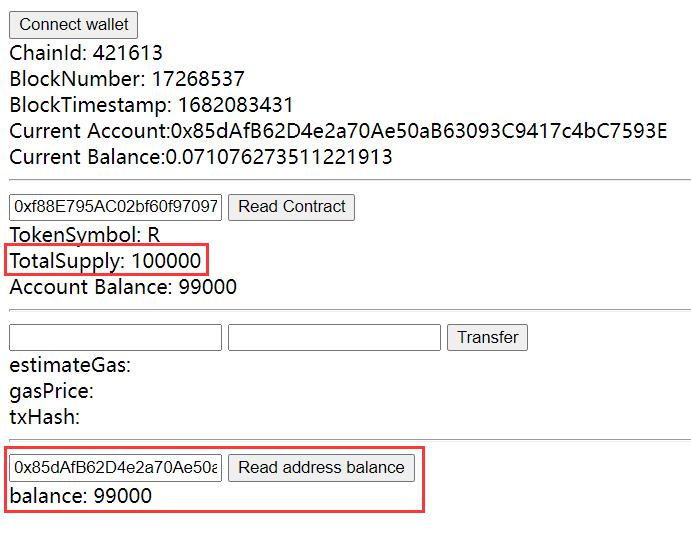 Connect wallet
ChainId: 421613
BlockNumber: 17268537
BlockTimestamp: 1682083431
Current Account:0x85dAfB62D4e2a70Ae50aB63093C9417c4bC7593E
Current Balance:0.071076273511221913
0xf88E795AC02bf60f97097 Read Contract
TokenSymbol: R
TotalSupply: 100000
Account Balance: 99000
Transfer
estimateGas:
gasPrice:
txHash:
0x85dAfB62D4e2a70Ae50a Read address balance
balance: 99000